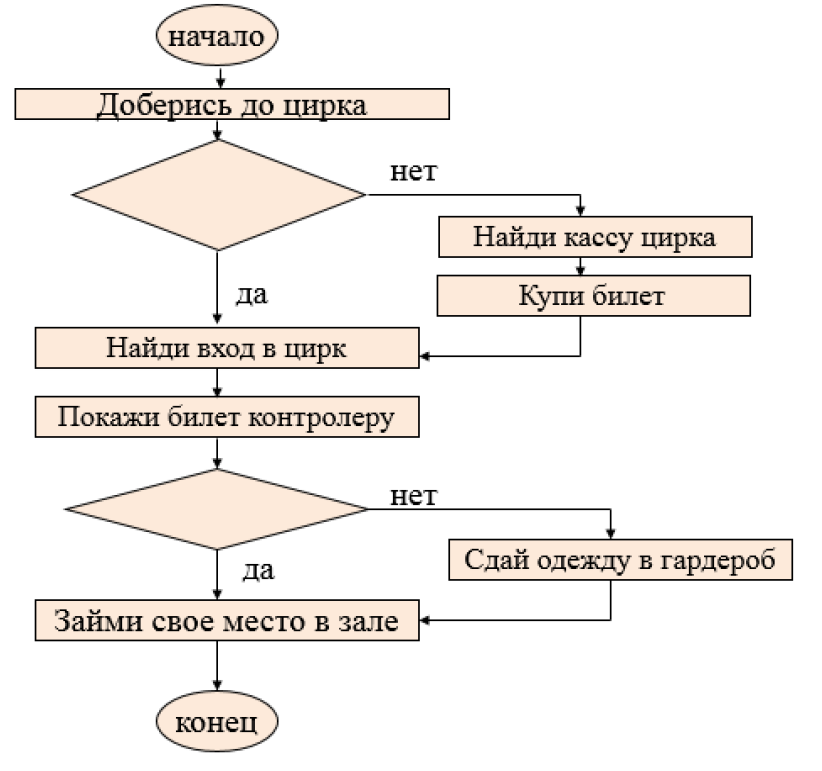 начало
Доберись до цирка
нет
Найди кассу цирка
Купи билет
да
Найди вход в цирк
Покажи билет контролеру
нет
Сдай одежду в гардероб
да
Займи свое место в зале
конец